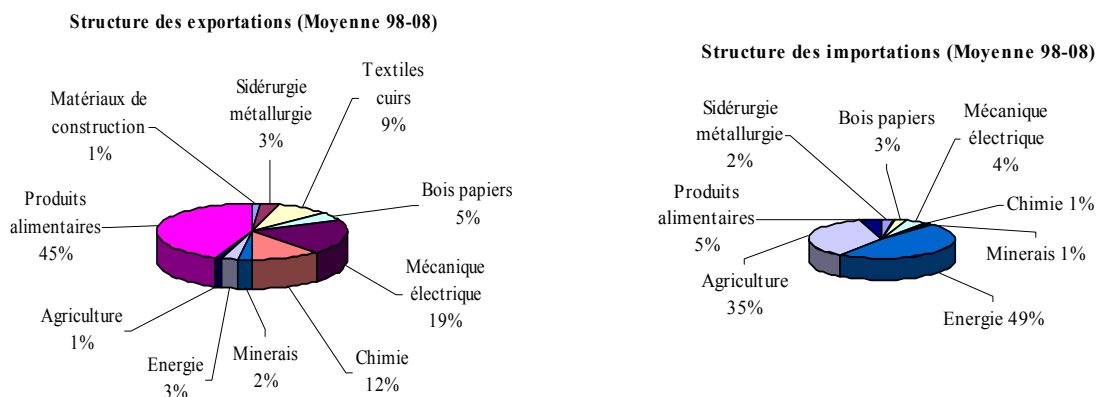 Structure des exportations (Moyenne 98-08)
Matériaux de
construction
1%
Sidérurgie
métallurgie
3%
Textiles
cuirs
9%
Bois papiers
5%
Mécanique
électrique
19%
Chimie
12%
Minerais
2%
Energie
3%
Agriculture
1%
Produits
alimentaires
45%
Structure des importations (Moyenne 98-08)
Sidérurgie
métallurgie
2%
Bois papiers
3%
Mécanique
électrique
4%
Chimie 1%
Minerais 1%
Energie 49%
Agriculture
35%
Produits
alimentaires
5%